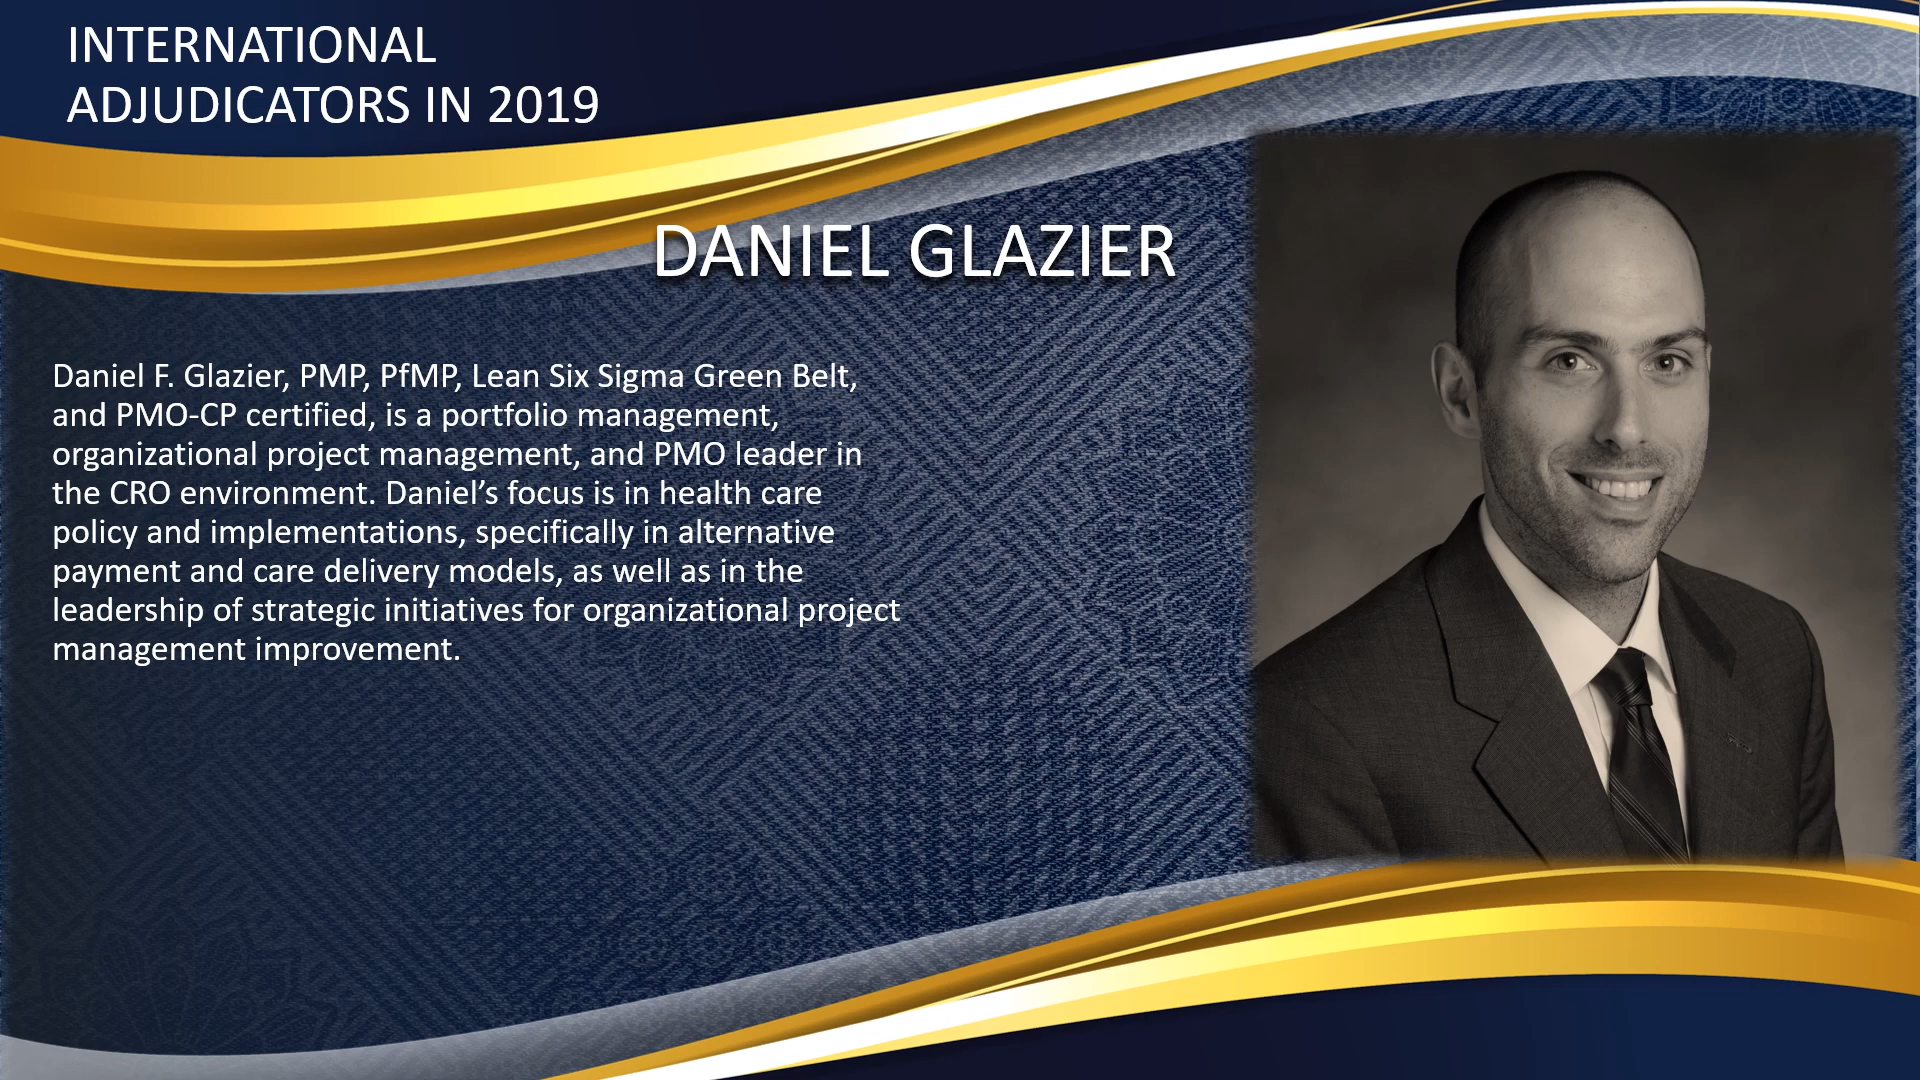 INTERNATIONAL
ADJUDICATORS IN 2019
DANIEL GLAZIER
Daniel F. Glazier, PMP, PfMP, Lean Six Sigma Green Belt,
and PMO-CP certified, is a portfolio management,
organizational project management, and PMO leader in
the CRO environment. Daniel’s focus is in health care
policy and implementations, specifically in alternative
payment and care delivery models, as well as in the
leadership of strategic initiatives for organizational project
management improvement.